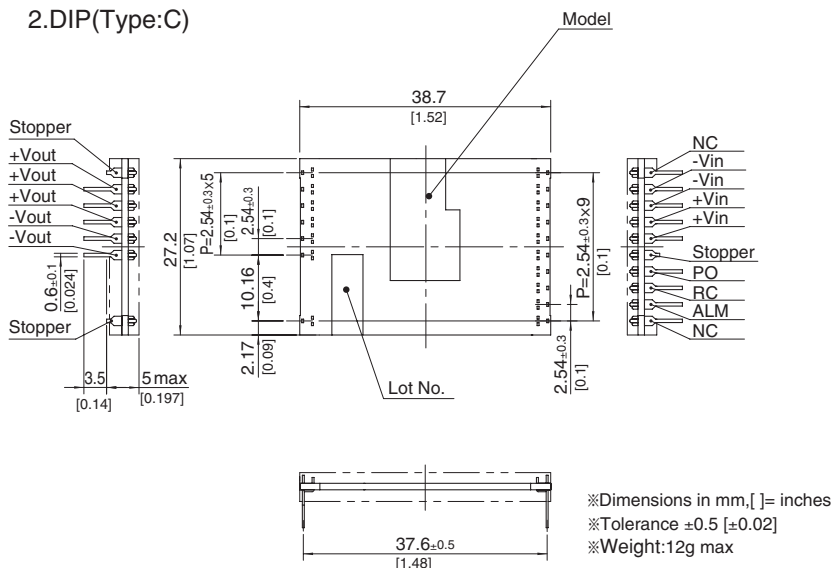 2.DIP(Type:C)
Model
38.7
[1.52]
Stopper
+Vout
+Vout
+Vout
-Vout
-Vout
Stopper
0.6±0.1
[0.024]
3.5
[0.14]
5 max
[0.197]
27.2
[1.07]
P=2.54±0.3x5
[0.1]
2.54±0.3
[0.1]
10.16
[0.4]
2.17
[0.09]
Lot No.
P=2.54±0.3x9
[0.1]
2.54±0.3
[0.1]
NC
-Vin
-Vin
+Vin
+Vin
Stopper
PO
RC
ALM
NC
37.6±0.5
[1.48]
※Dimensions in mm,[ ]= inches
※Tolerance ±0.5 [±0.02]
※Weight:12g max